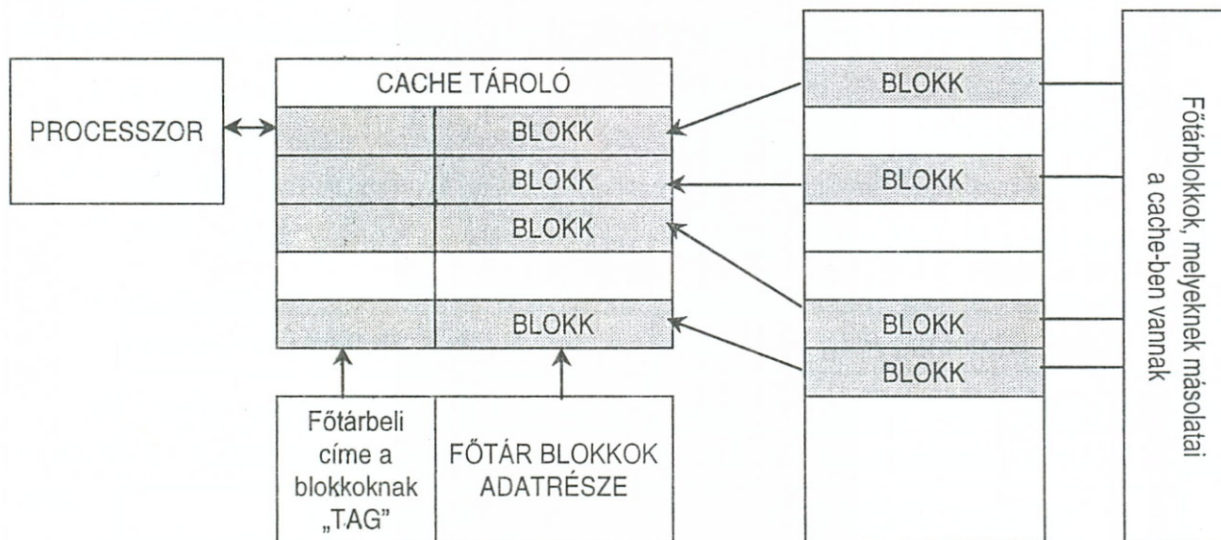 PROCESSZOR
CACHE TÁROLÓ
BLOKK
BLOKK
BLOKK
BLOKK
Főtárbeli
címe a
blokkoknak
„TAG”
FŐTÁR BLOKKOK
ADATRÉSZE
BLOKK
BLOKK
BLOKK
BLOKK
Főtárblokkok, melyeknek másolatai
a cache-ben vannak